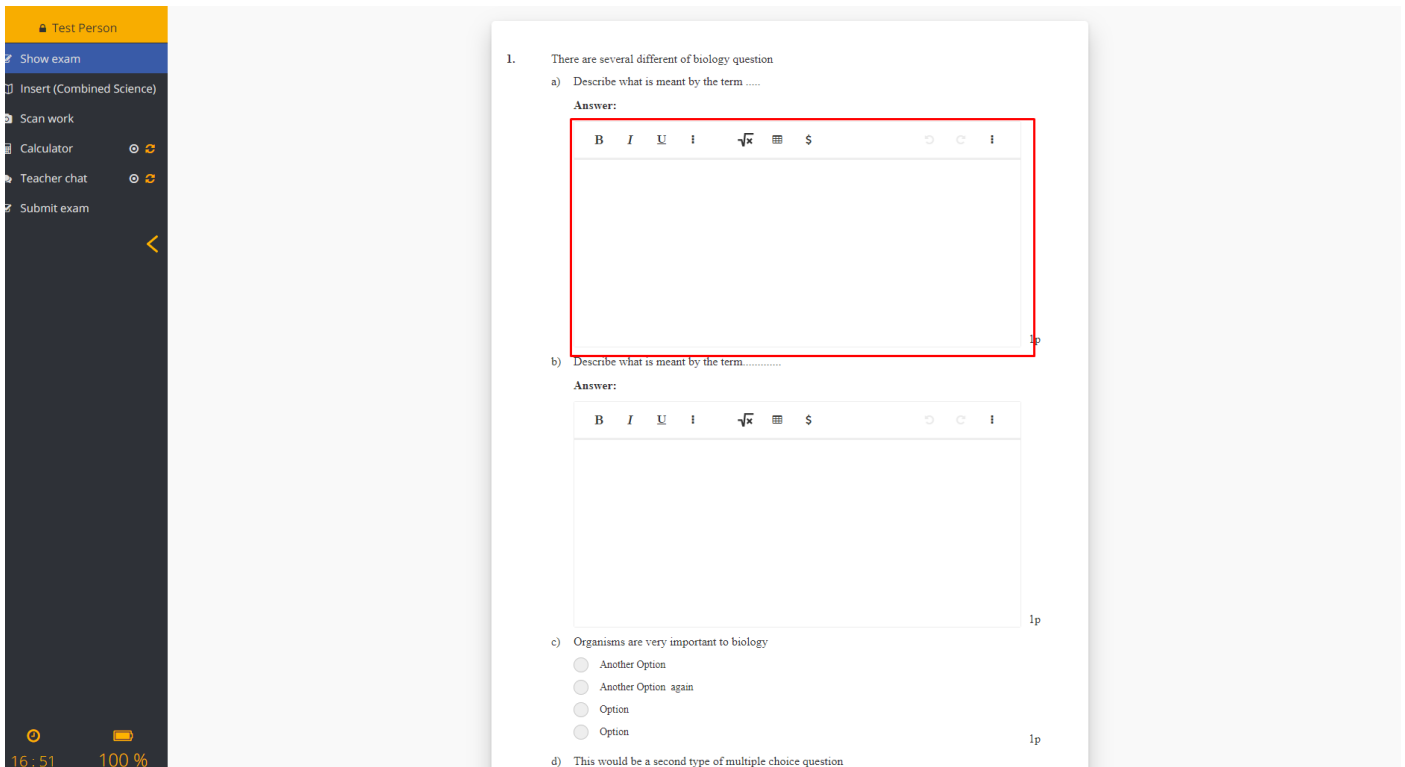 Test Person
Show exam
Insert (Combined Science)
Scan work
Calculator
Teacher chat
Submit exam
16 : 51 100 %
1. There are several different of biology question
a) Describe what is meant by the term .....
Answer:
B I U √x $
1p
b) Describe what is meant by the term.............
Answer:
B I U √x $
1p
c) Organisms are very important to biology
Another Option
Another Option again
Option
Option
1p
d) This would be a second type of multiple choice question